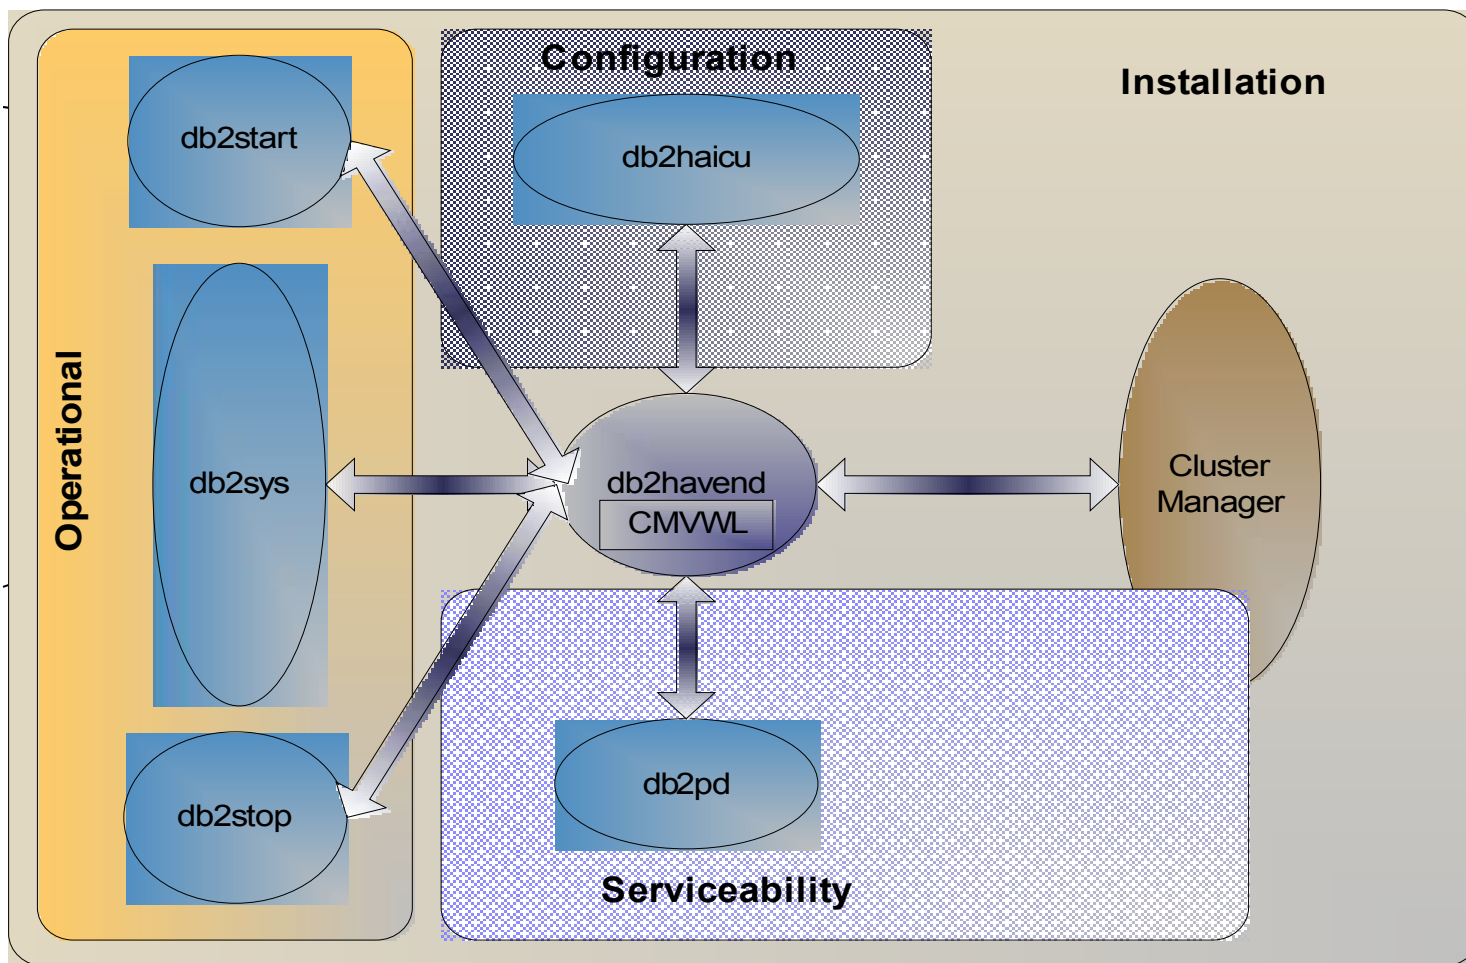 Configuration
Installation
db2start
db2haicu
Operational
db2sys
db2havend
CMVWL
Cluster
Manager
db2stop
db2pd
Serviceability